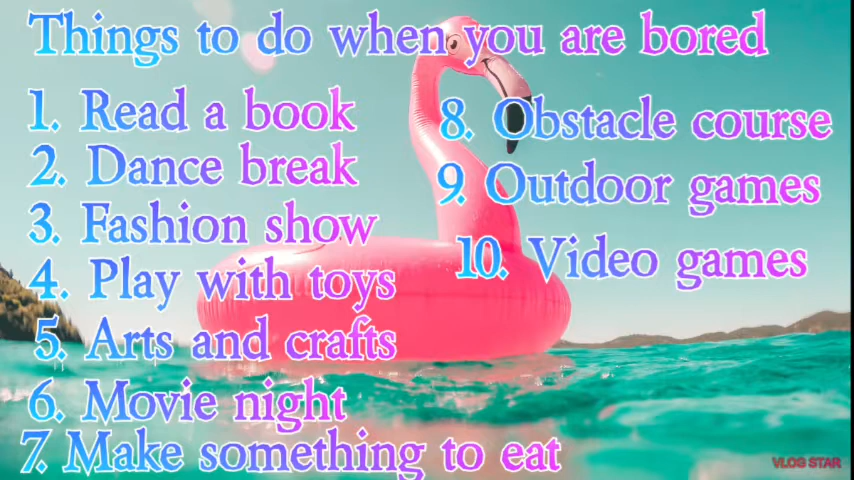 Things to do when you are bored
1. Read a book
2. Dance break
3. Fashion show
4. Play with toys
5. Arts and crafts
6. Movie night
7. Make something to eat
8. Obstacle course
9. Outdoor games
10. Video games
VLOG STAR